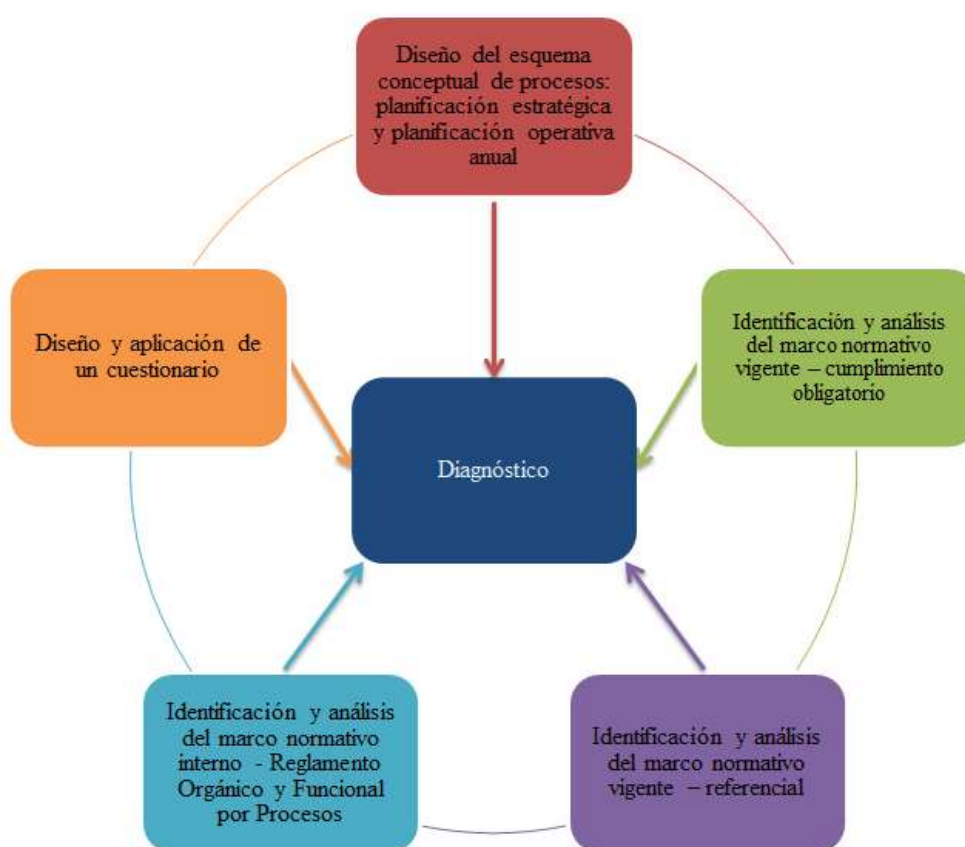 Diseño del esquema
conceptual de procesos:
planificación estratégica
y planificación operativa
anual
Identificación y análisis
del marco normativo
vigente – cumplimiento
obligatorio
Identificación y análisis
del marco normativo
vigente – referencial
Identificación y análisis
del marco normativo
interno - Reglamento
Orgánico y Funcional
por Procesos
Diseño y aplicación de
un cuestionario
Diagnóstico